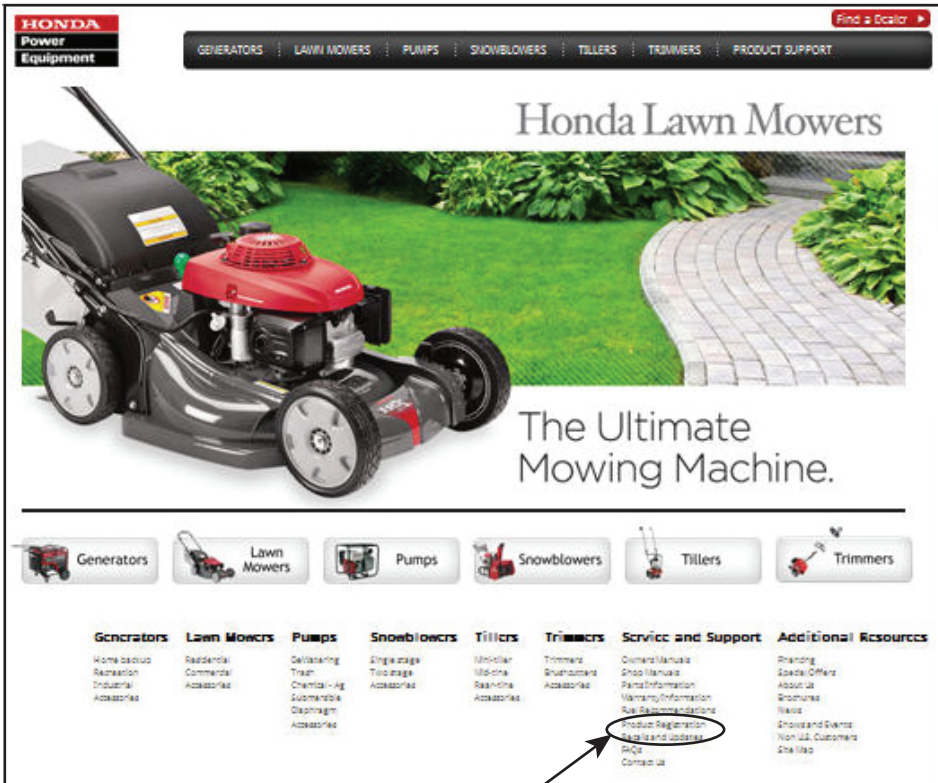 HONDA
Power
Equipment
Find a Dealer
GENERATORS LAWN MOWERS PUMPS SNOWBLOWERS TILLERS TRIMMERS PRODUCT SUPPORT
Honda Lawn Mowers
HRX
The Ultimate
Mowing Machine.
Generators
Lawn
Mowers
Pumps
Snowblowers
Tillers
Trimmers
Generators
Home backup
Recreation
Industrial
Accessories
Lawn Mowers
Residential
Commercial
Accessories
Pumps
DeWatering
Trash
Chemical - Ag
Submersible
Diaphragm
Accessories
Snowblowers
Single stage
Two stage
Accessories
Tillers
Mini-tiller
Mid-tine
Rear-tine
Accessories
Trimmers
Trimmers
Brushcutters
Accessories
Service and Support
Owners Manuals
Shop Manuals
Parts Information
Warranty Information
Fuel Recommendations
Product Registration
Recalls and Updates
FAQs
Contact Us
Additional Resources
Financing
Special Offers
About Us
Brochures
News
Shows and Events
Non U.S. Customers
Site Map